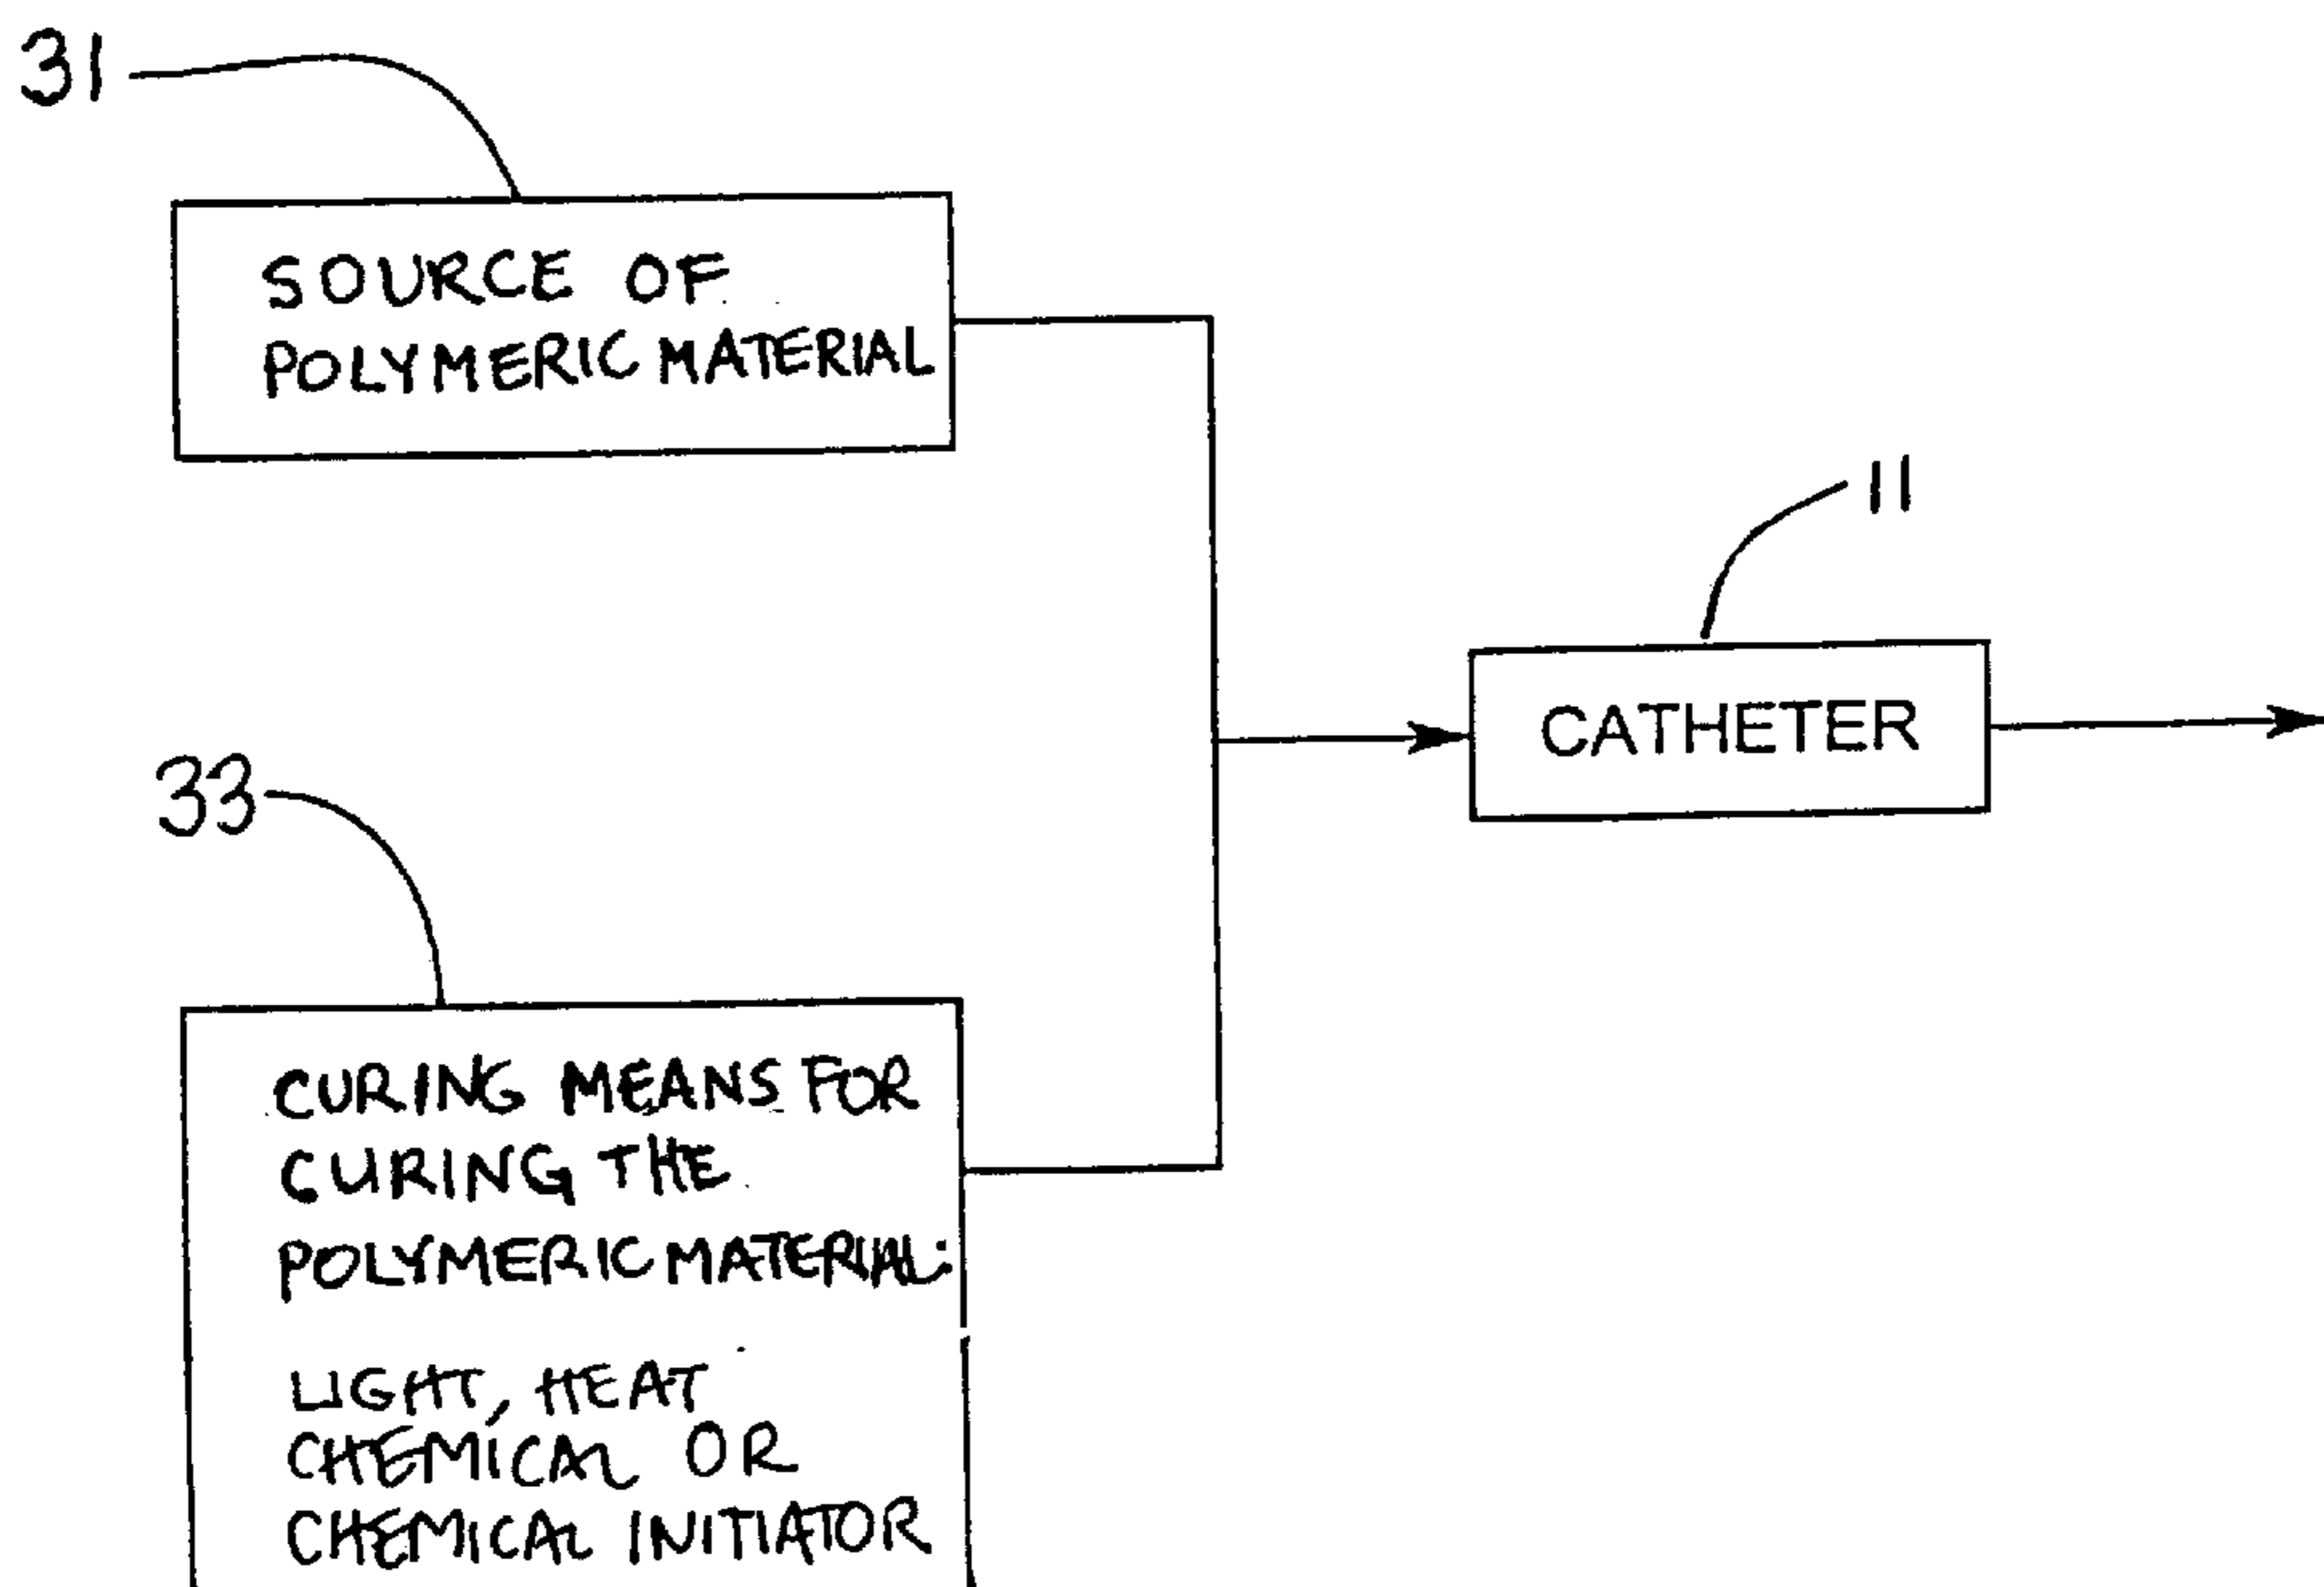 31
SOURCE OF
POLYMERIC MATERIAL
11
CATHETER
33
CURING MEANS FOR
CURING THE
POLYMERIC MATERIAL:
LIGHT, HEAT
CHEMICAL OR
CHEMICAL INITIATOR